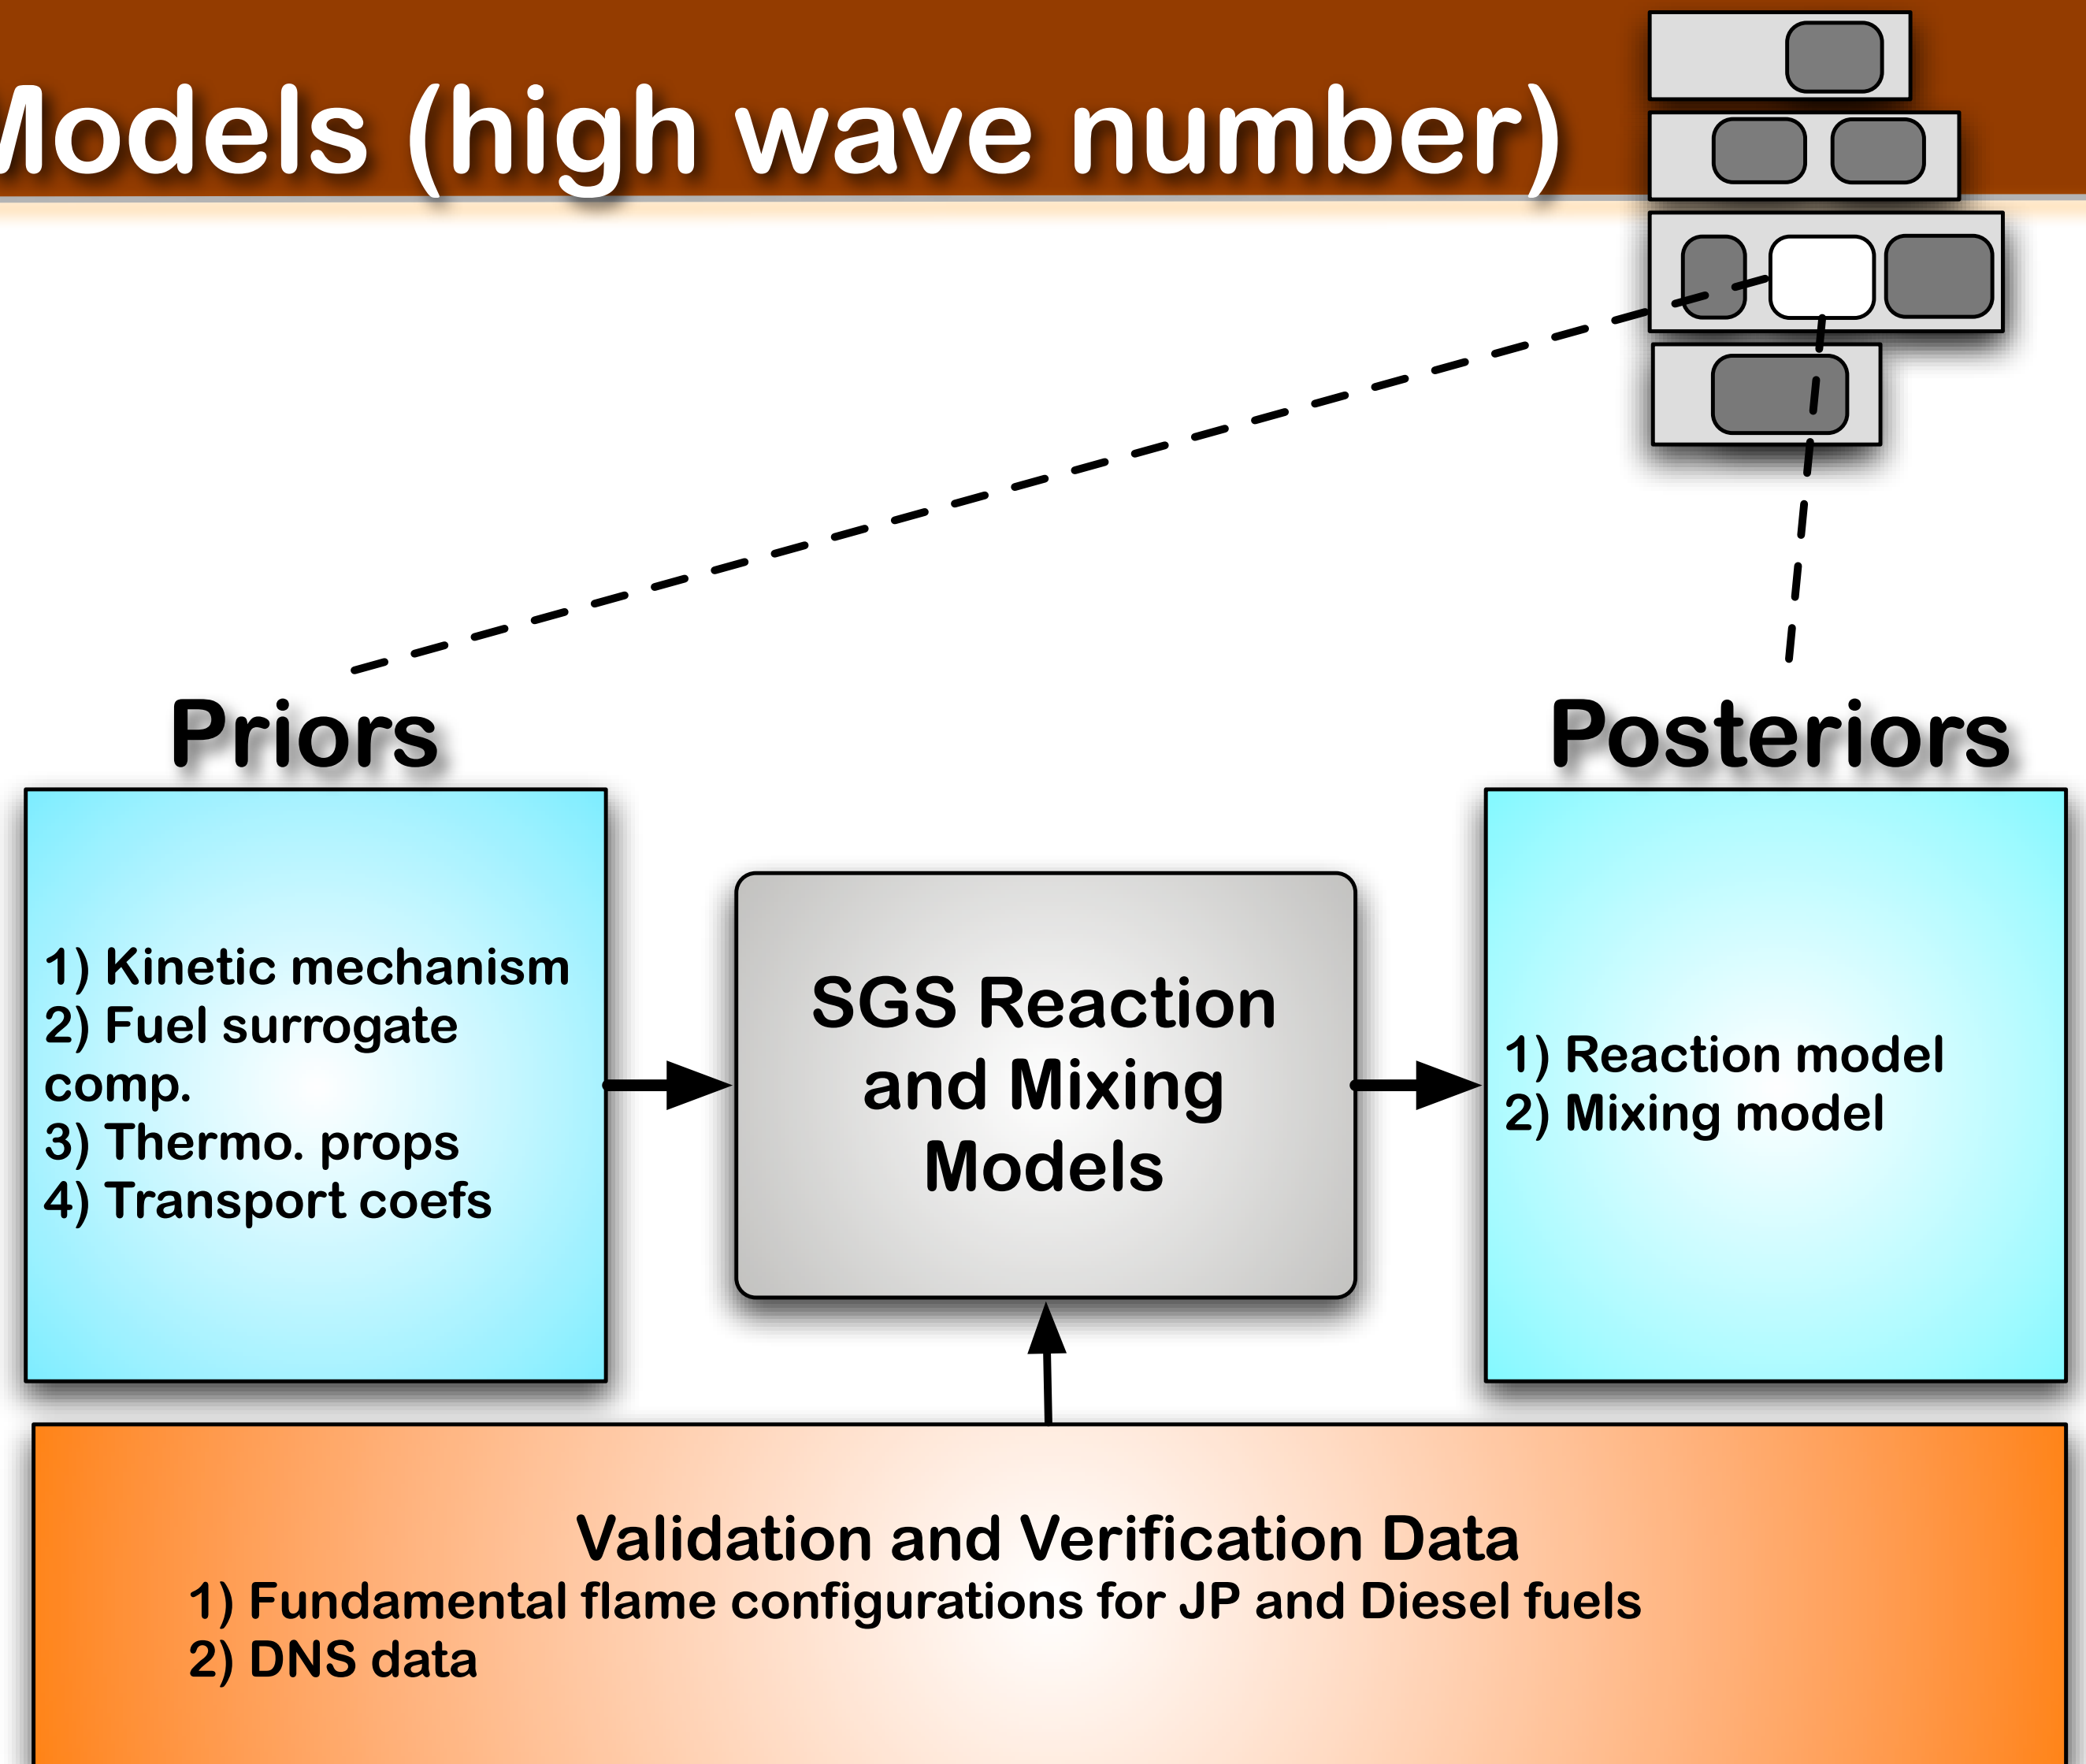 Models (high wave number)
Priors
Posteriors
1) Kinetic mechanism
2) Fuel surrogate
comp.
3) Thermo. props
4) Transport coefs
SGS Reaction
and Mixing
Models
1) Reaction model
2) Mixing model
Validation and Verification Data
1) Fundamental flame configurations for JP and Diesel fuels
2) DNS data